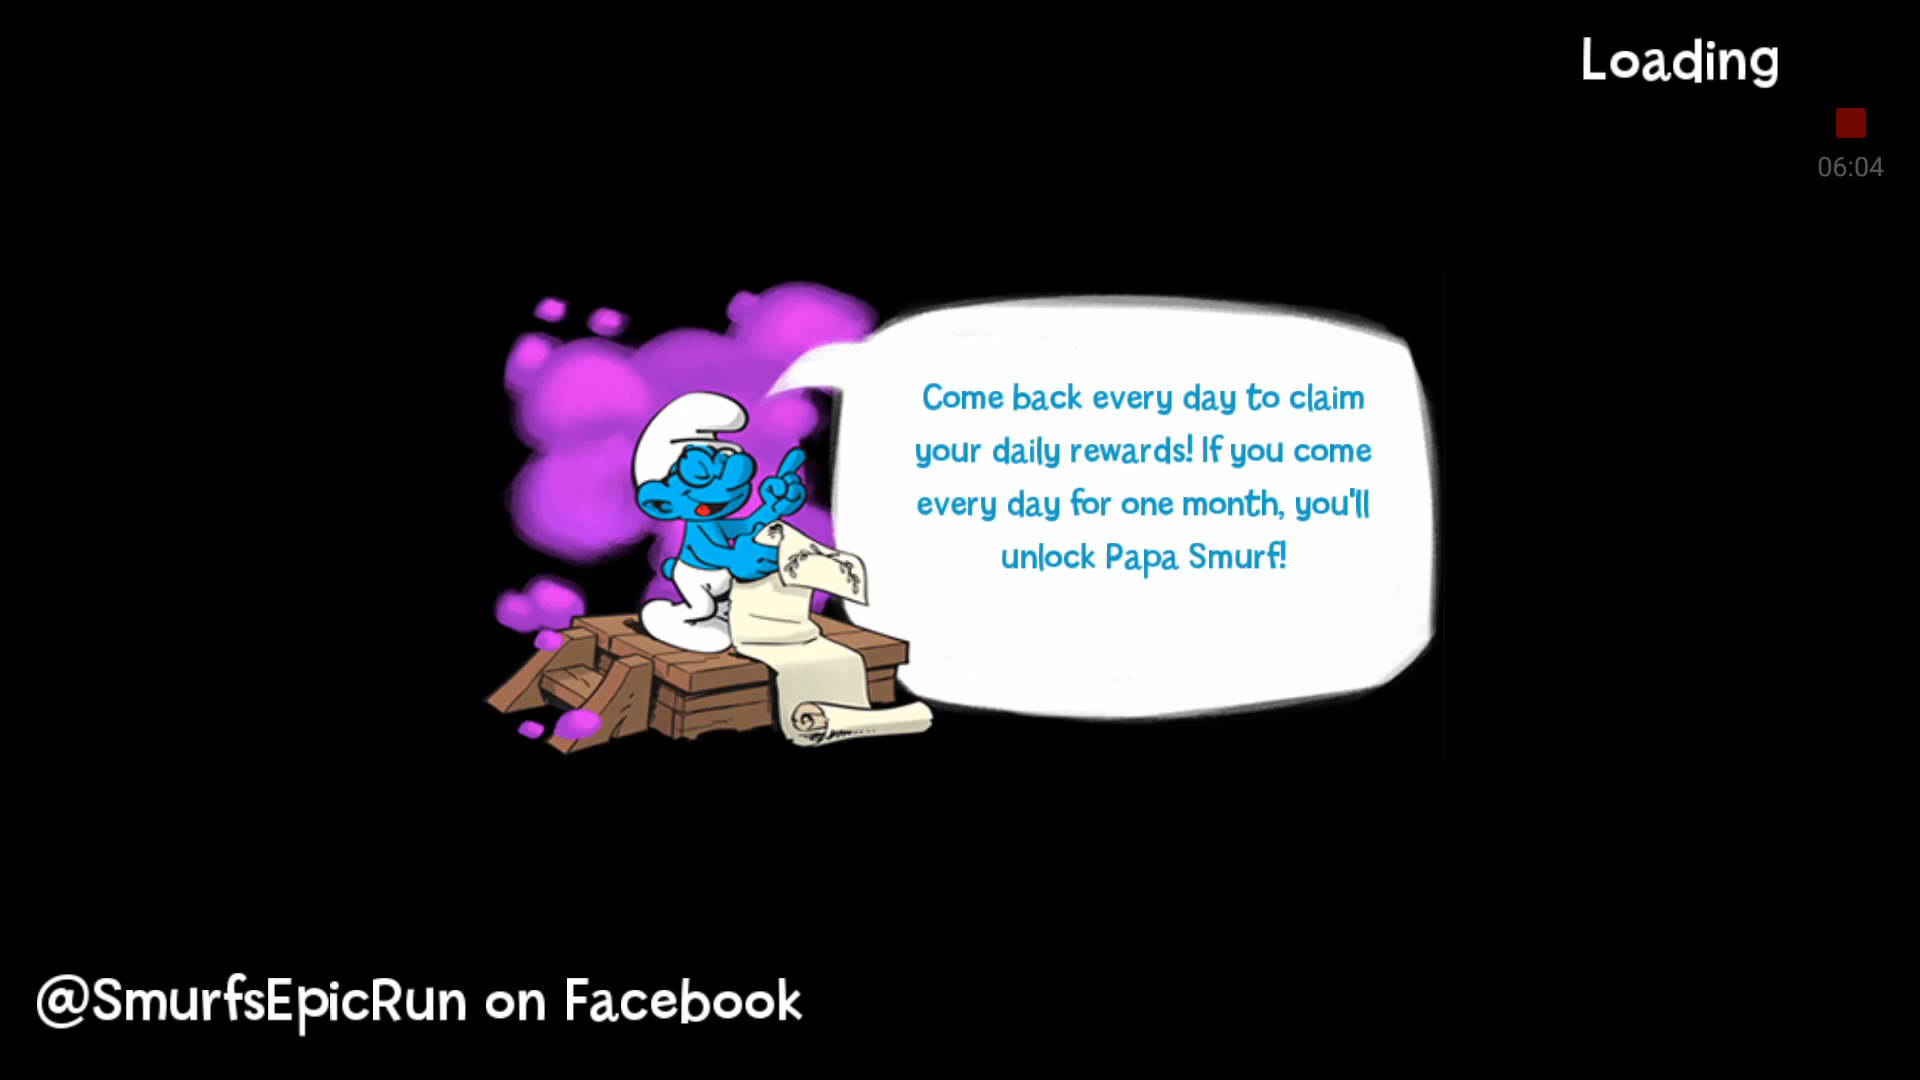 Loading
06:04
Come back every day to claim
your daily rewards! If you come
every day for one month, you'll
unlock Papa Smurf!
@SmurfsEpicRun on Facebook